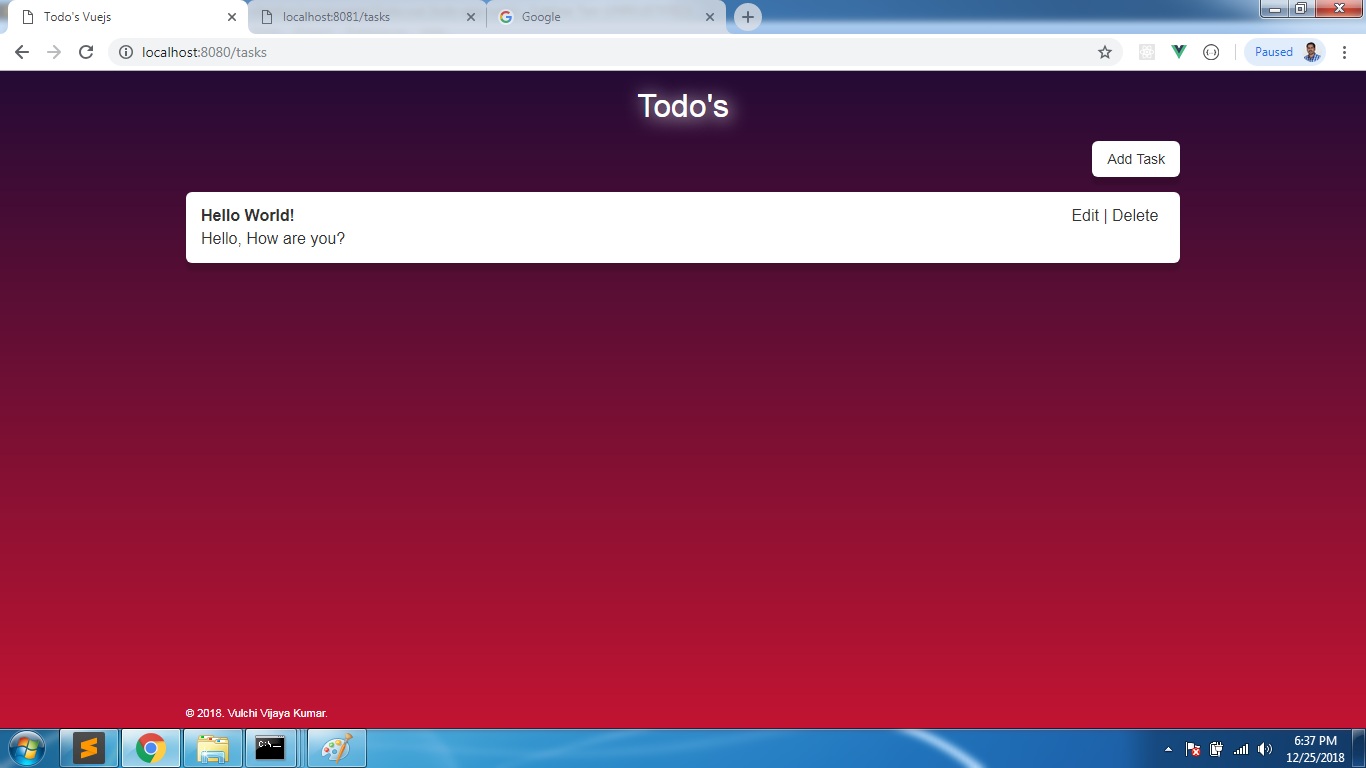 Todo's Vuejs
localhost:8081/tasks
Google
localhost:8080/tasks
Paused
Todo's
Add Task
Hello World!
Edit | Delete
Hello, How are you?
© 2018. Vulchi Vijaya Kumar.
C:\_
6:37 PM
12/25/2018